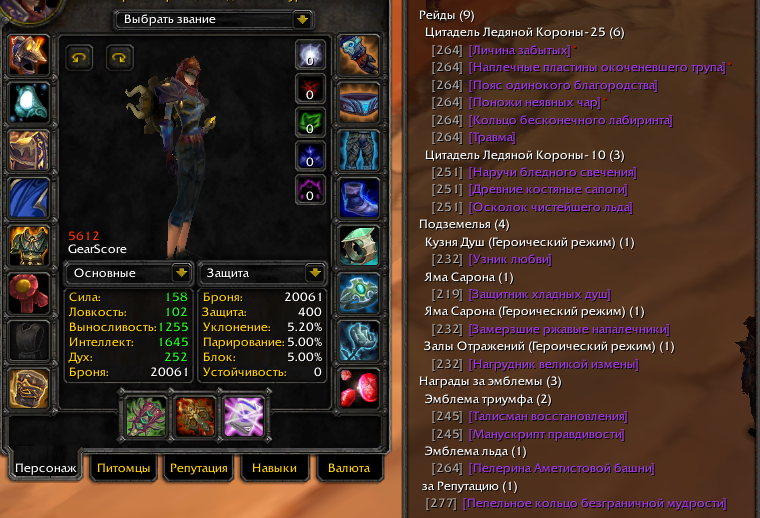 Выбрать звание
0
0
0
0
0
5612
GearScore
Основные
Защита
Сила: 158
Ловкость: 102
Выносливость: 1255
Интеллект: 1645
Дух: 252
Броня: 20061
Броня: 20061
Защита: 400
Уклонение: 5.20%
Парирование: 5.00%
Блок: 5.00%
Устойчивость: 0
Персонаж
Питомцы
Репутация
Навыки
Валюта
Рейды (9)
Цитадель Ледяной Короны-25 (6)
[264] [Личина забытых]*
[264] [Наплечные пластины окоченевшего трупа]*
[264] [Пояс одинокого благородства]
[264] [Поножи неявных чар]*
[264] [Кольцо бесконечного лабиринта]
[264] [Травма]
Цитадель Ледяной Короны-10 (3)
[251] [Наручи бледного свечения]
[251] [Древние костяные сапоги]
[251] [Осколок чистейшего льда]
Подземелья (4)
Кузня Душ (Героический режим) (1)
[232] [Узник любви]
Яма Сарона (1)
[219] [Защитник хладных душ]
Яма Сарона (Героический режим) (1)
[232] [Замерзшие ржавые напалечники]
Залы Отражений (Героический режим) (1)
[232] [Нагрудник великой измены]
Награды за эмблемы (3)
Эмблема триумфа (2)
[245] [Талисман восстановления]
[245] [Манускрипт правдивости]
Эмблема льда (1)
[264] [Пелерина Аметистовой башни]
за Репутацию (1)
[277] [Пепельное кольцо безграничной мудрости]